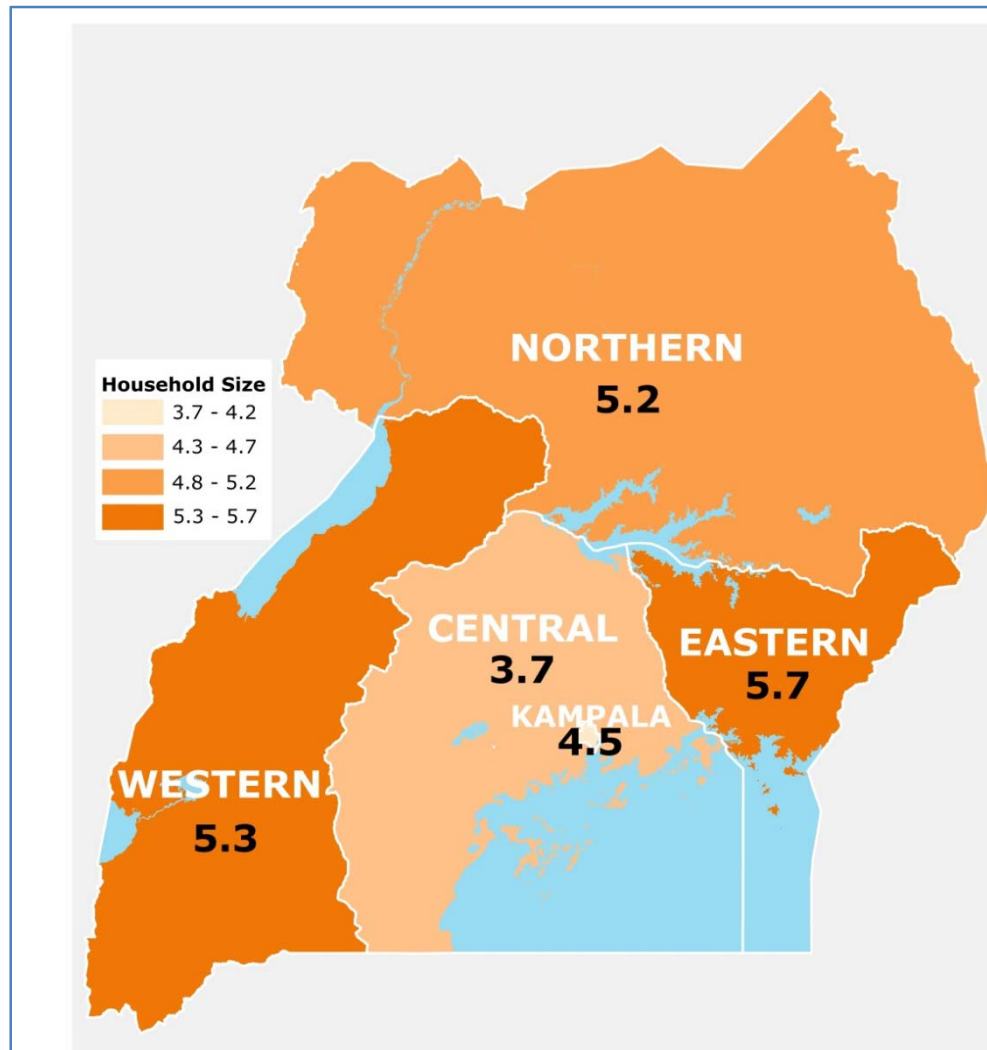 NORTHERN
5.2
Household Size
3.7 - 4.2
4.3 - 4.7
4.8 - 5.2
5.3 - 5.7
CENTRAL
3.7
EASTERN
5.7
KAMPALA
4.5
WESTERN
5.3